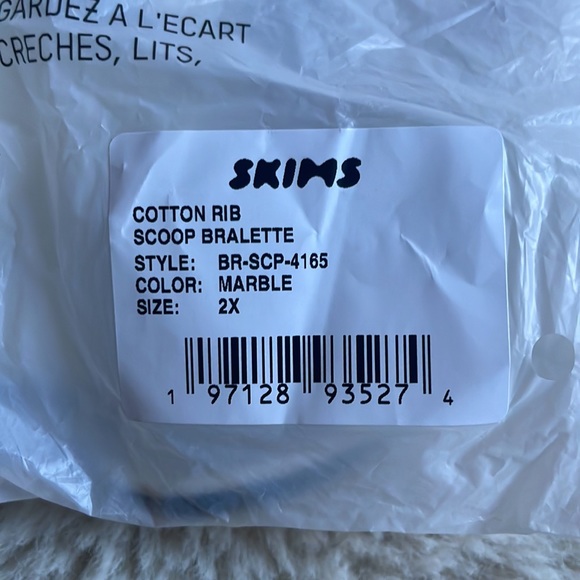 GARDEZ À L'ECART
CRECHES, LITS,
SKIMS
COTTON RIB
SCOOP BRALETTE
STYLE: BR-SCP-4165
COLOR: MARBLE
SIZE: 2X
1 97128 93527 4